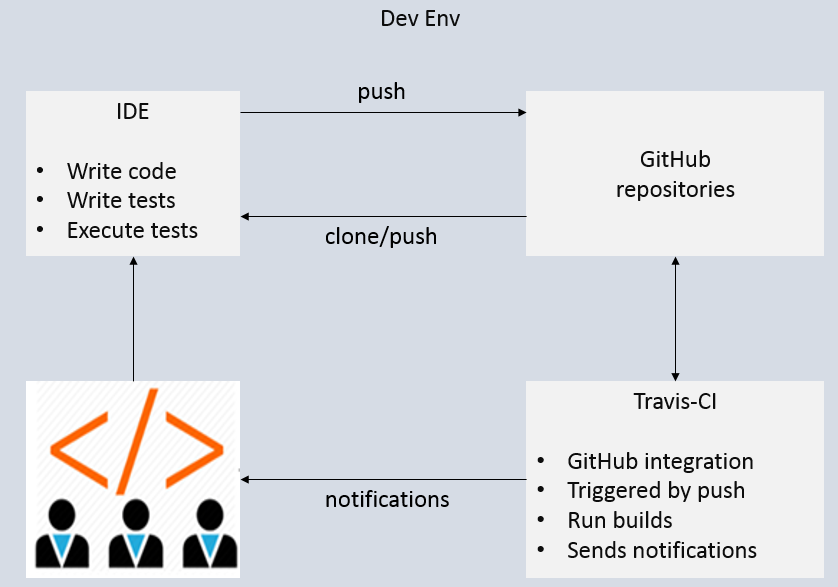 Dev Env
push
IDE
• Write code
• Write tests
• Execute tests
GitHub
repositories
clone/push
</>
Travis-CI
• GitHub integration
• Triggered by push
• Run builds
• Sends notifications
notifications